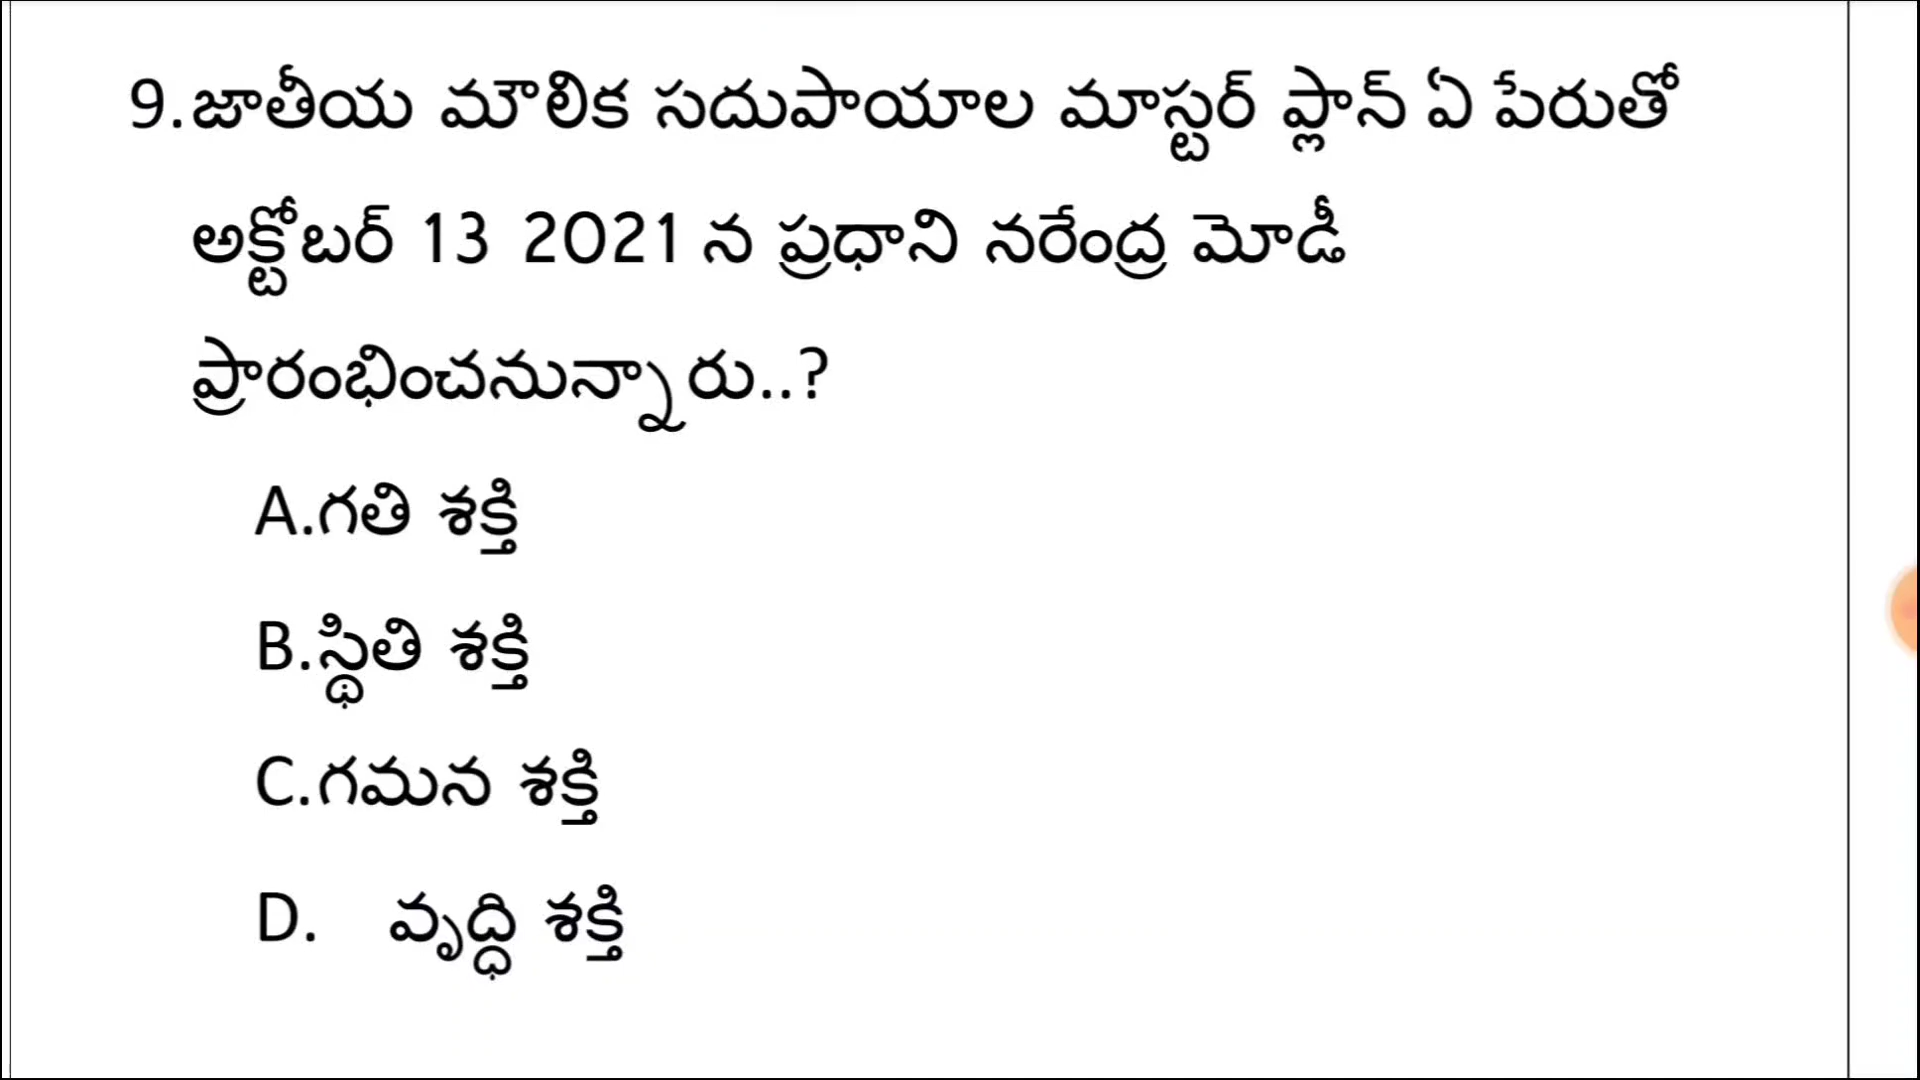 9.జాతీయ మౌలిక సదుపాయాల మాస్టర్ ప్లాన్ ఏ పేరుతో
అక్టోబర్ 13 2021 న ప్రధాని నరేంద్ర మోడీ
ప్రారంభించనున్నారు..?
A.గతి శక్తి
B.స్థితి శక్తి
C.గమన శక్తి
D. వృద్ధి శక్తి